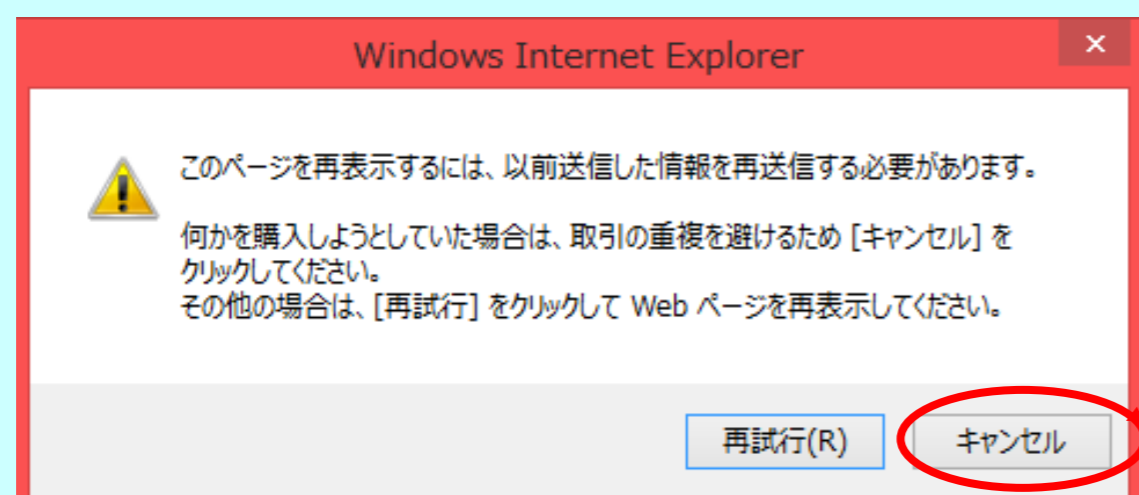 Windows Internet Explorer
このページを再表示するには、以前送信した情報を再送信する必要があります。
何かを購入しようとしていた場合は、取引の重複を避けるため [キャンセル] を
クリックしてください。
その他の場合は、[再試行] をクリックして Web ページを再表示してください。
再試行(R)
キャンセル